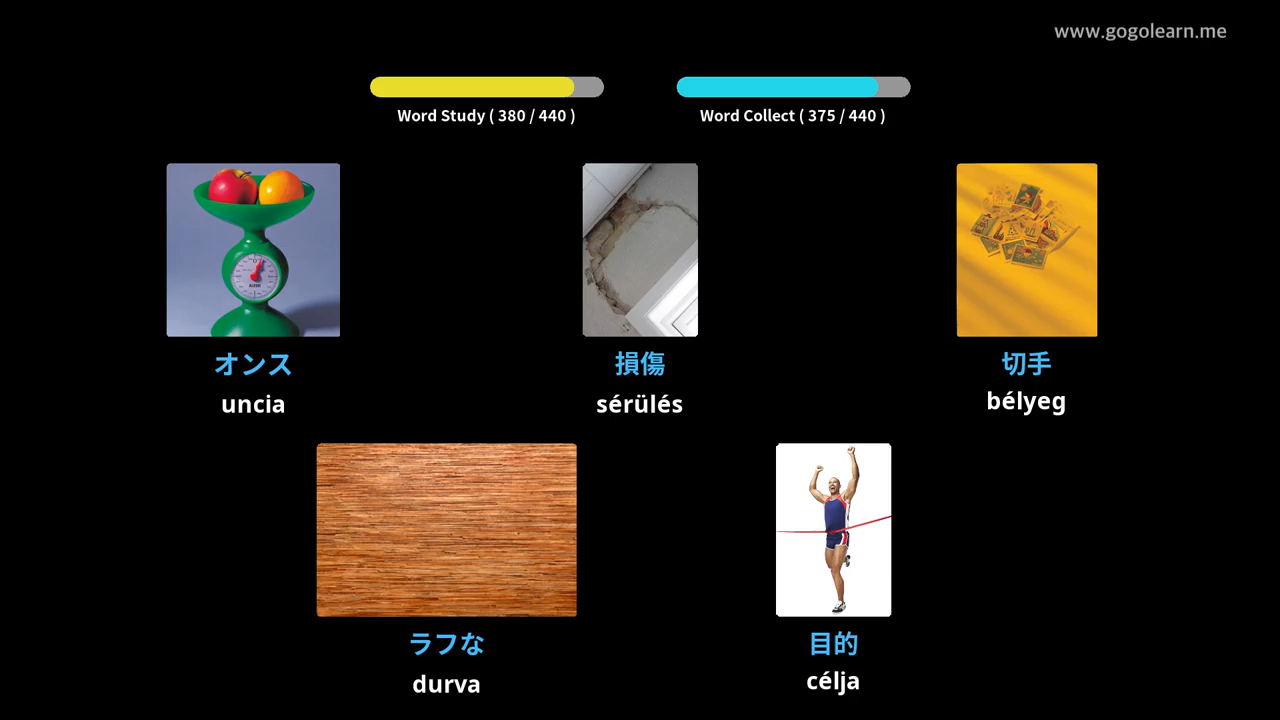 www.gogolearn.me
Word Study ( 380 / 440 )
Word Collect ( 375 / 440 )
オンス
uncia
損傷
sérülés
切手
bélyeg
ラフな
durva
目的
célja